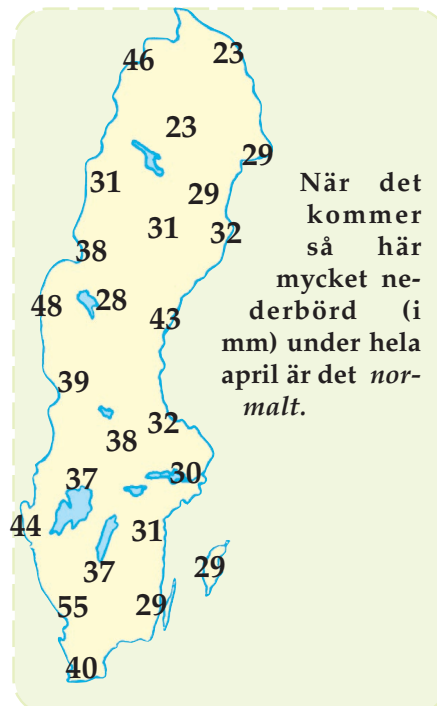 46 23
23
29
31
29
31
32
38
48 28
43
39
32
38
37
30
44
31
37
29
55
29
40
När det
kommer
så här
mycket ne-
derbörd (i
mm) under hela
april är det nor-
malt.